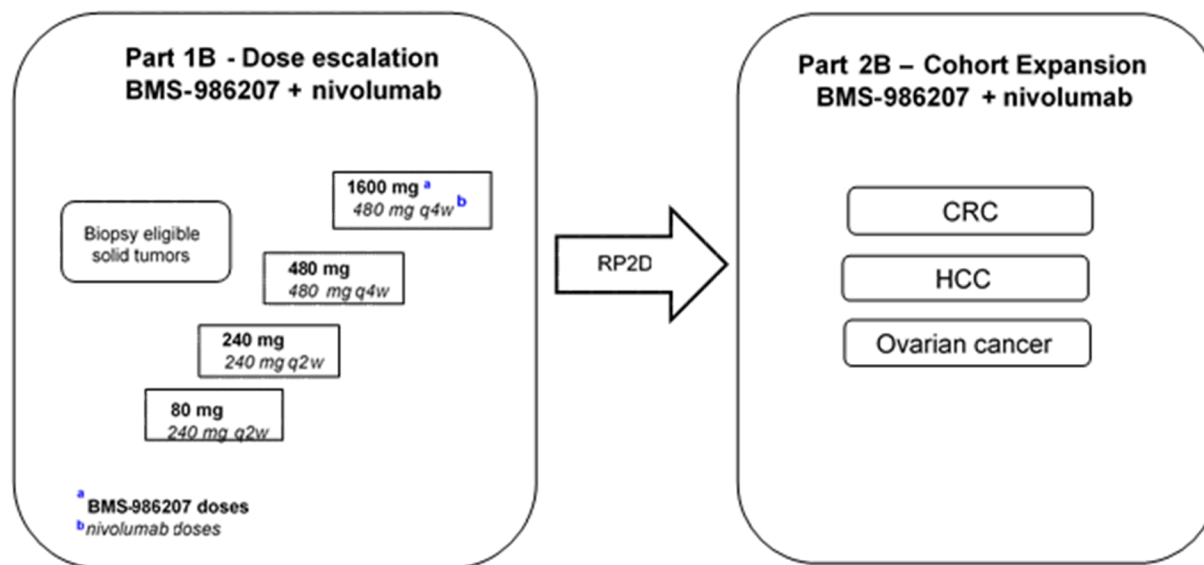 Part 1B - Dose escalation
BMS-986207 + nivolumab
1600 mg a
480 mg q4w b
Biopsy eligible
solid tumors
480 mg
480 mg q4w
240 mg
240 mg q2w
80 mg
240 mg q2w
a BMS-986207 doses
b nivolumab doses
RP2D
Part 2B – Cohort Expansion
BMS-986207 + nivolumab
CRC
HCC
Ovarian cancer